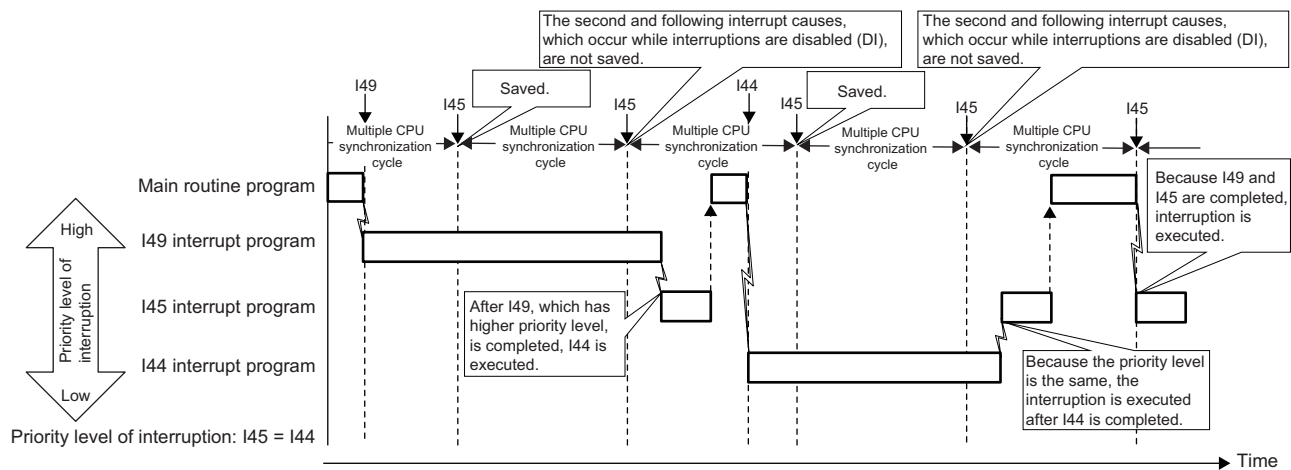 The second and following interrupt causes,
which occur while interruptions are disabled (DI),
are not saved.
The second and following interrupt causes,
which occur while interruptions are disabled (DI),
are not saved.
I49
I45
Saved.
I45
I44
I45
Saved.
I45
I45
Multiple CPU
synchronization
cycle
Multiple CPU
synchronization
cycle
Multiple CPU
synchronization
cycle
Multiple CPU
synchronization
cycle
Multiple CPU
synchronization
cycle
Main routine program
Because I49 and
I45 are completed,
interruption is
executed.
High
Priority level of
interruption
Low
I49 interrupt program
I45 interrupt program
After I49, which has
higher priority level,
is completed, I44 is
executed.
I44 interrupt program
Because the priority level
is the same, the
interruption is executed
after I44 is completed.
Priority level of interruption: I45 = I44
Time